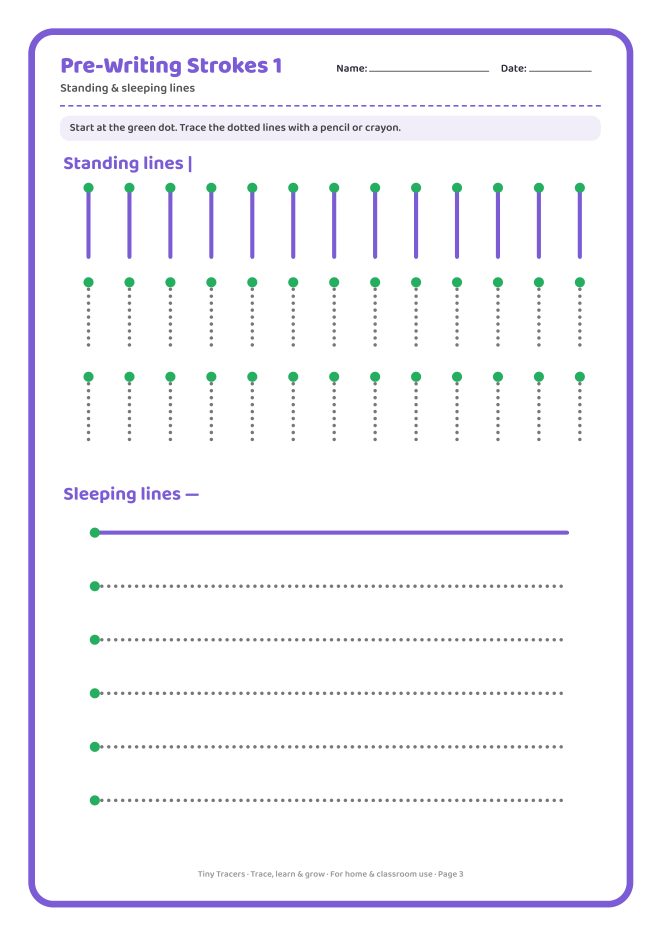 Pre-Writing Strokes 1
Name: Date:
Standing & sleeping lines
Start at the green dot. Trace the dotted lines with a pencil or crayon.
Standing lines |
Sleeping lines —
Tiny Tracers · Trace, learn & grow · For home & classroom use · Page 3